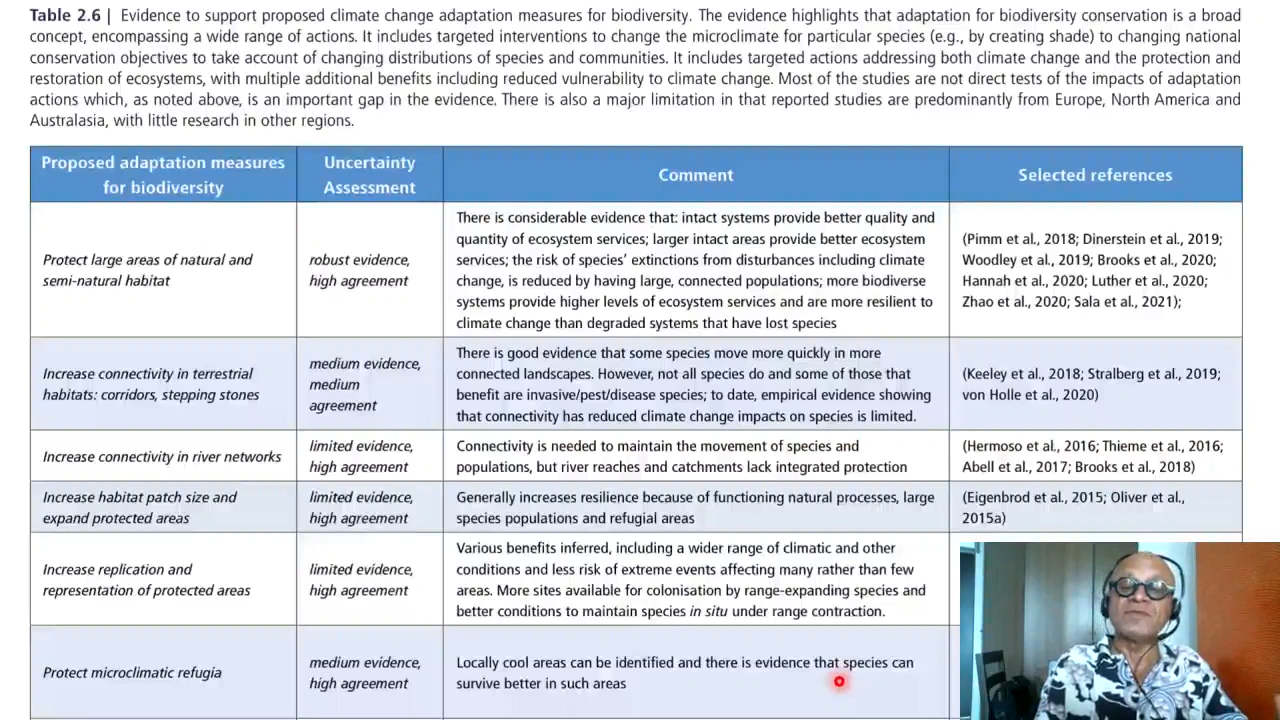 Table 2.6 | Evidence to support proposed climate change adaptation measures for biodiversity. The evidence highlights that adaptation for biodiversity conservation is a broad
concept, encompassing a wide range of actions. It includes targeted interventions to change the microclimate for particular species (e.g., by creating shade) to changing national
conservation objectives to take account of changing distributions of species and communities. It includes targeted actions addressing both climate change and the protection and
restoration of ecosystems, with multiple additional benefits including reduced vulnerability to climate change. Most of the studies are not direct tests of the impacts of adaptation
actions which, as noted above, is an important gap in the evidence. There is also a major limitation in that reported studies are predominantly from Europe, North America and
Australasia, with little research in other regions.
Proposed adaptation measures
for biodiversity
Uncertainty
Assessment
Comment
Selected references
Protect large areas of natural and
semi-natural habitat
robust evidence,
high agreement
There is considerable evidence that: intact systems provide better quality and
quantity of ecosystem services; larger intact areas provide better ecosystem
services; the risk of species' extinctions from disturbances including climate
change, is reduced by having large, connected populations; more biodiverse
systems provide higher levels of ecosystem services and are more resilient to
climate change than degraded systems that have lost species
(Pimm et al., 2018; Dinerstein et al., 2019;
Woodley et al., 2019; Brooks et al., 2020;
Hannah et al., 2020; Luther et al., 2020;
Zhao et al., 2020; Sala et al., 2021);
Increase connectivity in terrestrial
habitats: corridors, stepping stones
medium evidence,
medium
agreement
There is good evidence that some species move more quickly in more
connected landscapes. However, not all species do and some of those that
benefit are invasive/pest/disease species; to date, empirical evidence showing
that connectivity has reduced climate change impacts on species is limited.
(Keeley et al., 2018; Stralberg et al., 2019;
von Holle et al., 2020)
Increase connectivity in river networks
limited evidence,
high agreement
Connectivity is needed to maintain the movement of species and
populations, but river reaches and catchments lack integrated protection
(Hermoso et al., 2016; Thieme et al., 2016;
Abell et al., 2017; Brooks et al., 2018)
Increase habitat patch size and
expand protected areas
limited evidence,
high agreement
Generally increases resilience because of functioning natural processes, large
species populations and refugial areas
(Eigenbrod et al., 2015; Oliver et al.,
2015a)
Increase replication and
representation of protected areas
limited evidence,
high agreement
Various benefits inferred, including a wider range of climatic and other
conditions and less risk of extreme events affecting many rather than few
areas. More sites available for colonisation by range-expanding species and
better conditions to maintain species in situ under range contraction.
Protect microclimatic refugia
medium evidence,
high agreement
Locally cool areas can be identified and there is evidence that species can
survive better in such areas